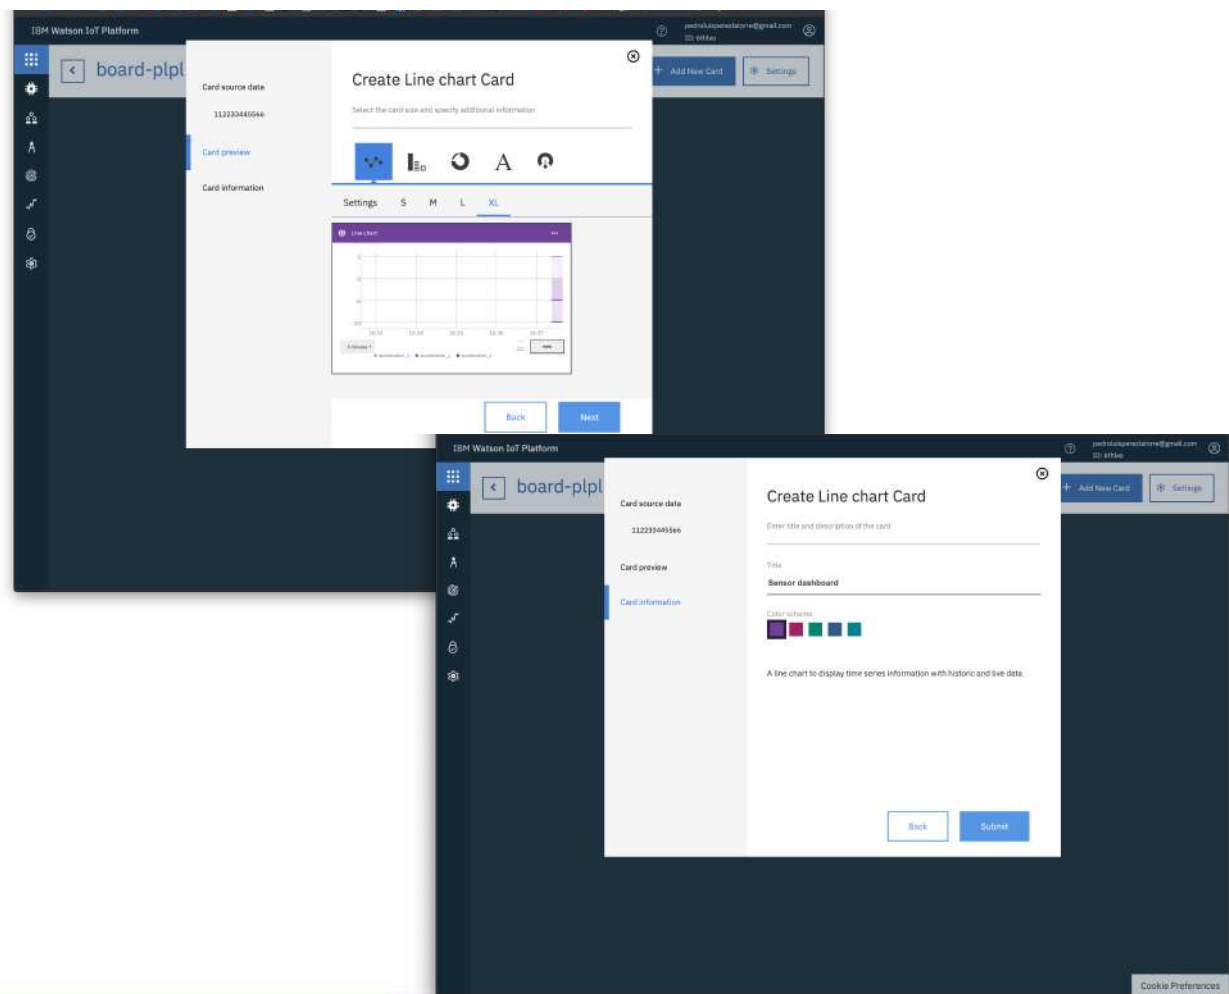 IBM Watson IoT Platform
board-plpl
+ Add New Card
Settings
Card source data
112233445566
Card preview
Card information
Create Line chart Card
Select the card size and specify additional information
A
Settings S M L XL
Line chart
Back Next
IBM Watson IoT Platform
board-plpl
+ Add New Card
Settings
Card source data
112233445566
Card preview
Card information
Create Line chart Card
Enter title and description of the card
Title
Sensor dashboard
Color scheme
A line chart to display time series information with historic and live data.
Back Submit
Cookie Preferences